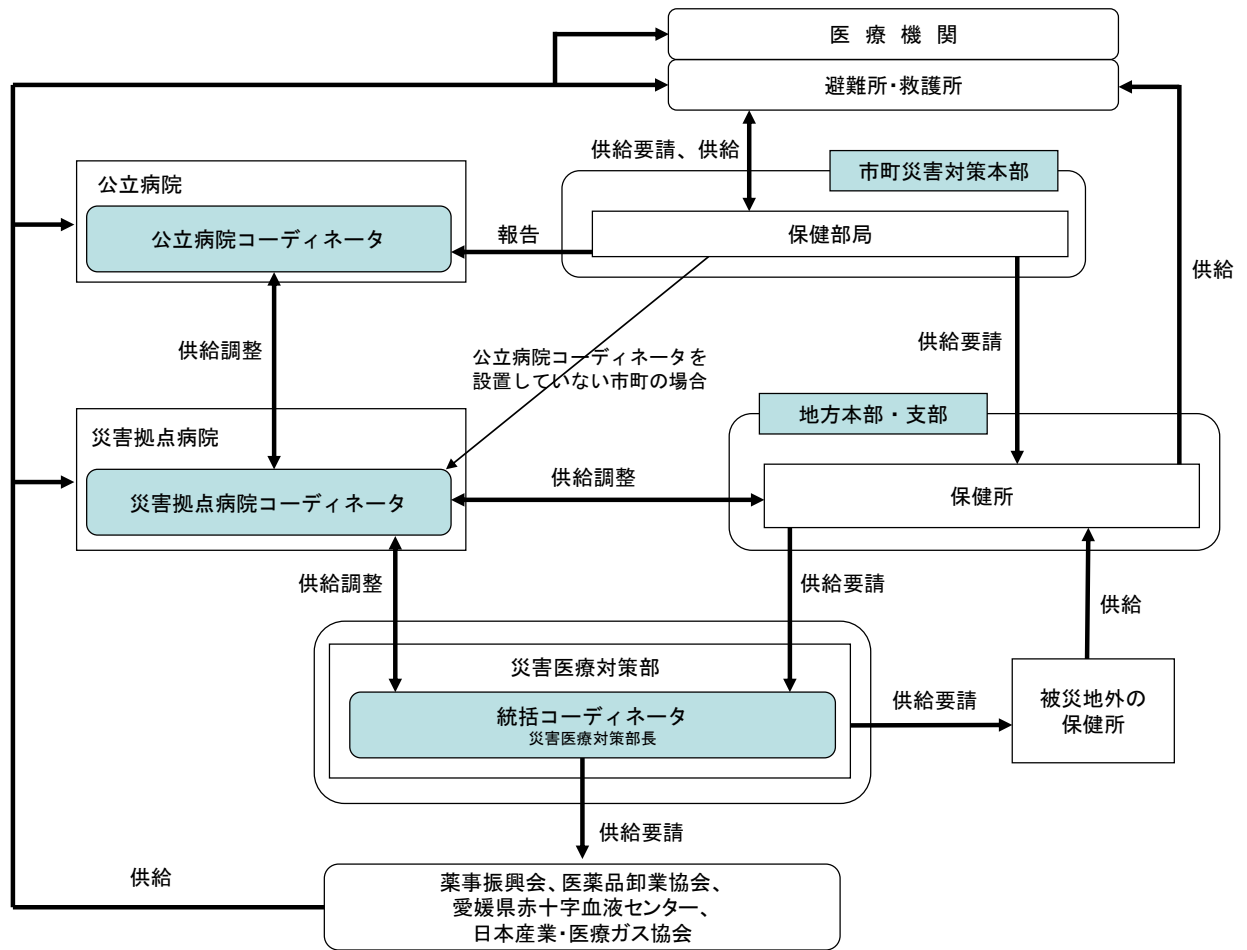 医 療 機 関
避難所・救護所
供給要請、供給
市町災害対策本部
公立病院
公立病院コーディネータ
報告
保健部局
供給
供給調整
供給要請
公立病院コーディネータを
設置していない市町の場合
地方本部・支部
災害拠点病院
災害拠点病院コーディネータ
供給調整
保健所
供給調整
供給要請
供給
災害医療対策部
統括コーディネータ
災害医療対策部長
供給要請
被災地外の
保健所
供給要請
供給
薬事振興会、医薬品卸業協会、
愛媛県赤十字血液センター、
日本産業・医療ガス協会